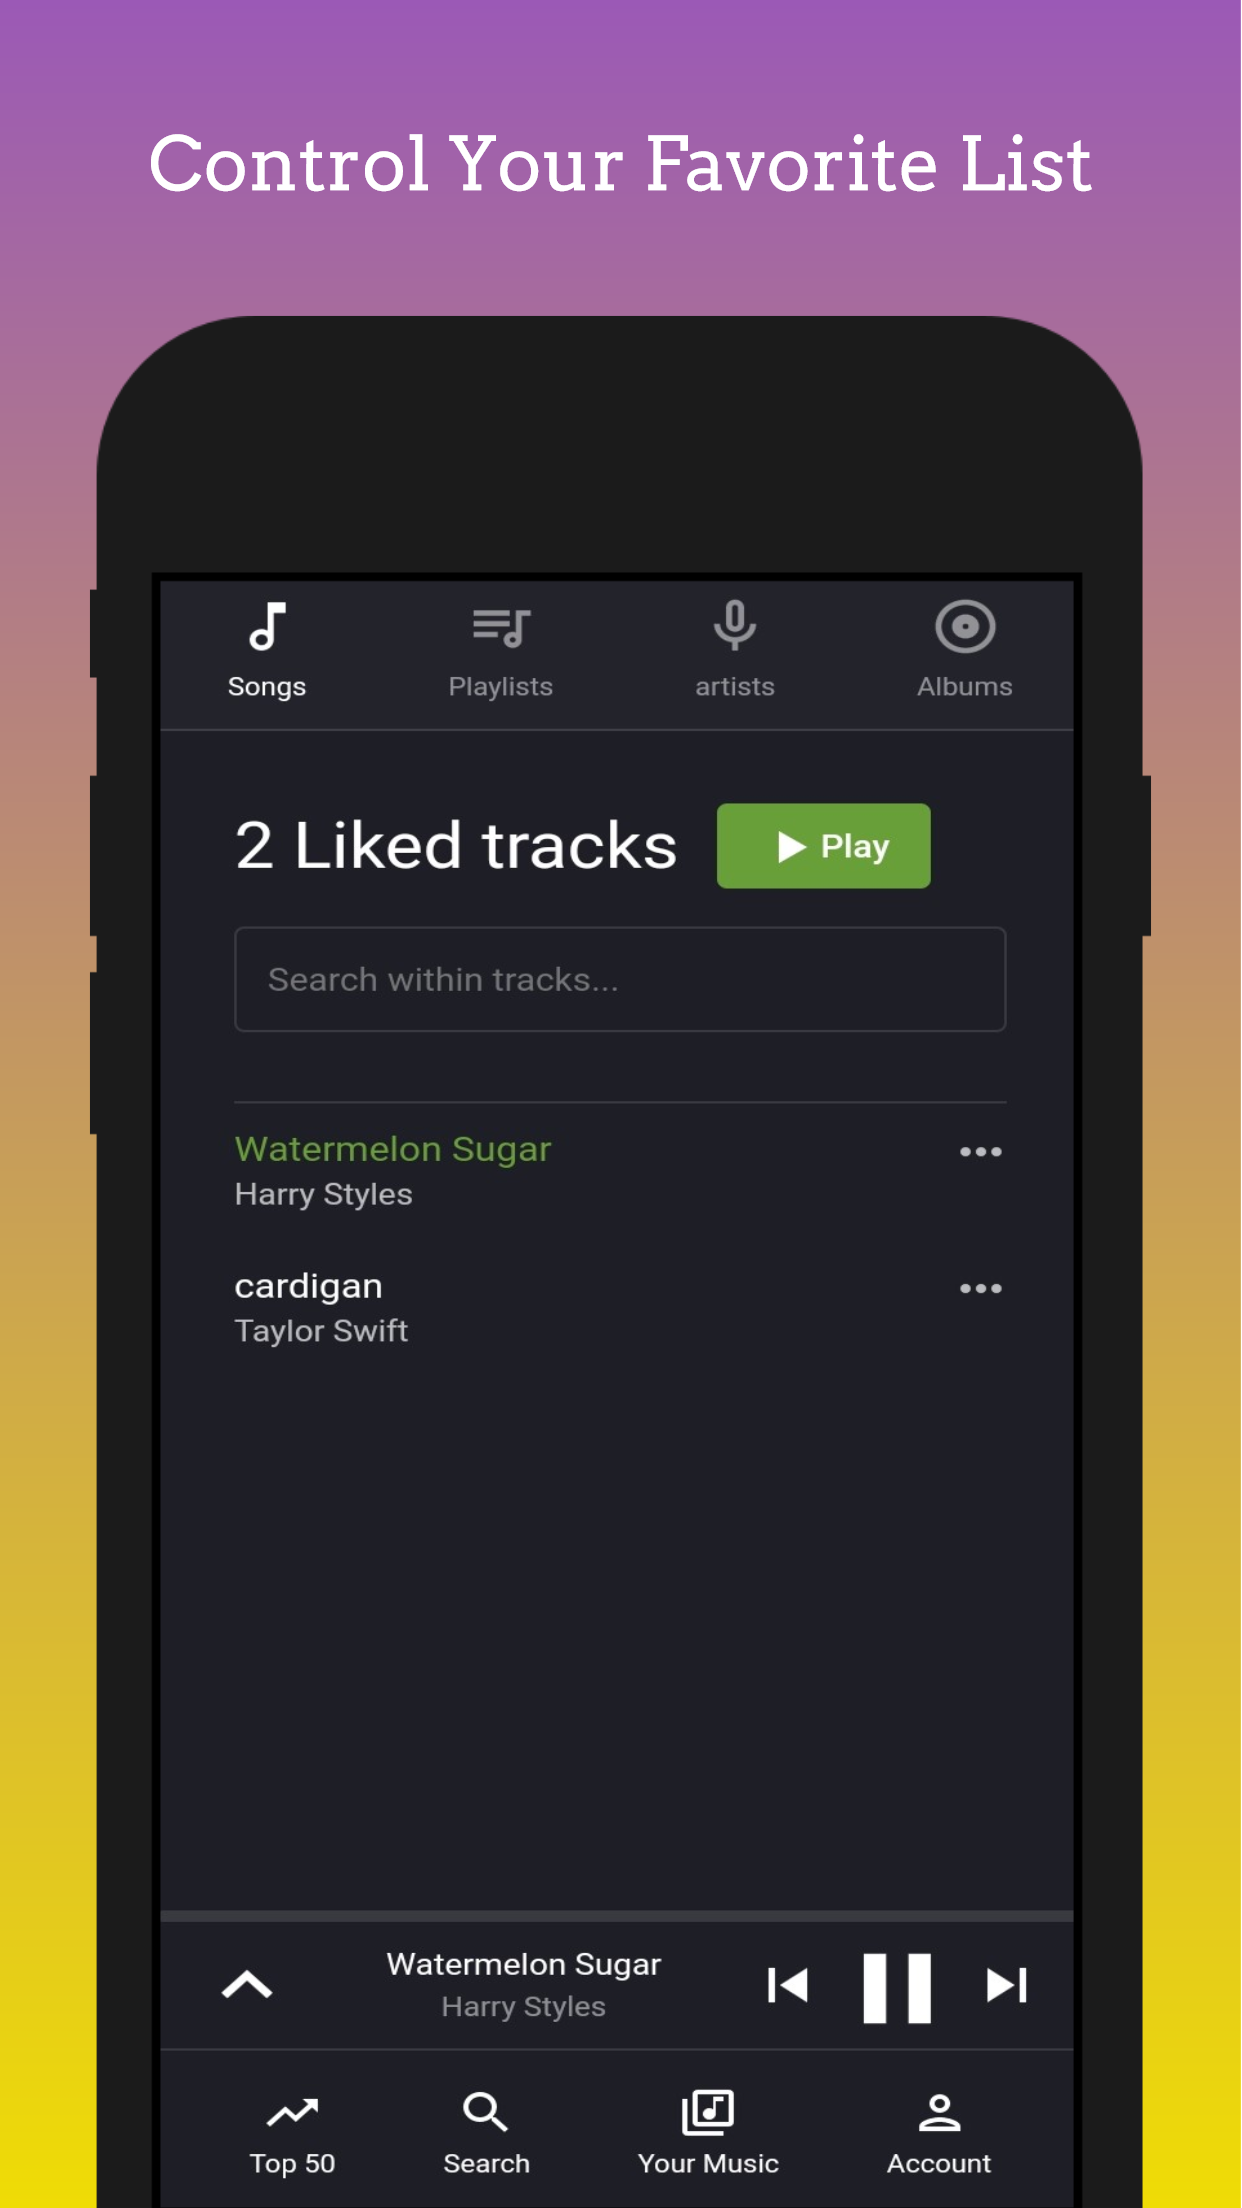 Control Your Favorite List
Songs Playlists artists Albums
2 Liked tracks Play
Search within tracks...
Watermelon Sugar
Harry Styles
cardigan
Taylor Swift
Watermelon Sugar
Harry Styles
Top 50 Search Your Music Account